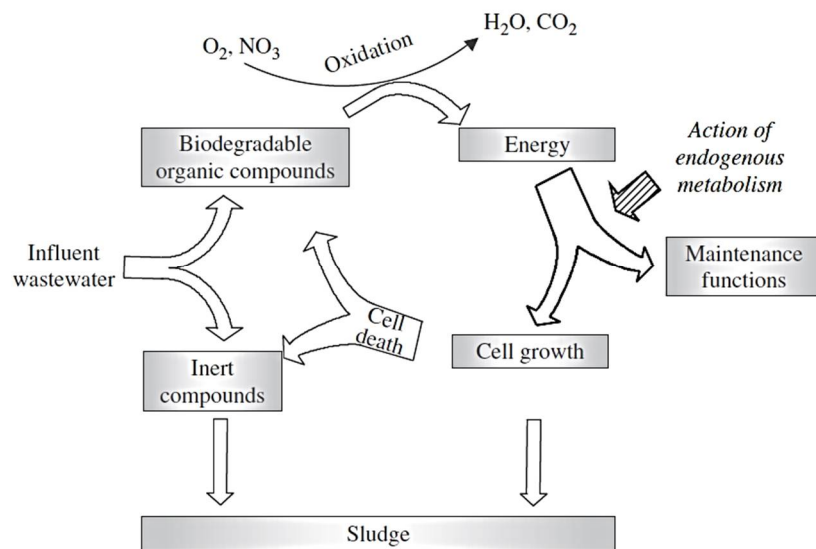 O₂, NO₃
Oxidation
H₂O, CO₂
Biodegradable
organic compounds
Energy
Action of
endogenous
metabolism
Influent
wastewater
Maintenance
functions
Cell
death
Cell growth
Inert
compounds
Sludge